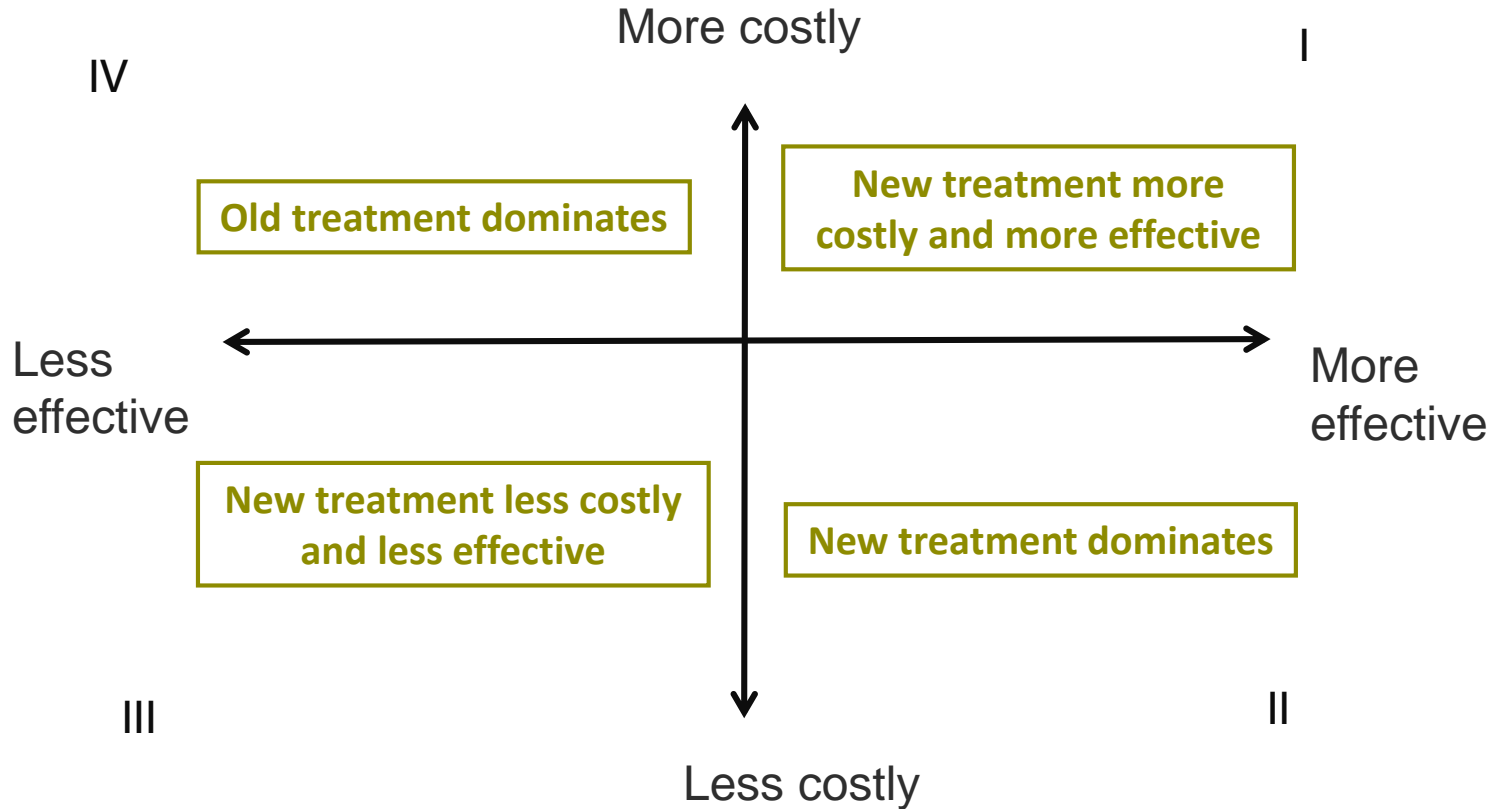 More costly
I
IV
Old treatment dominates
New treatment more
costly and more effective
Less
effective
More
effective
New treatment less costly
and less effective
New treatment dominates
III
II
Less costly